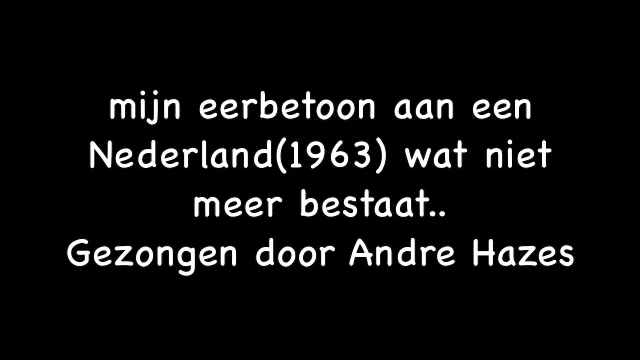 mijn eerbetoon aan een
Nederland(1963) wat niet
meer bestaat..
Gezongen door Andre Hazes